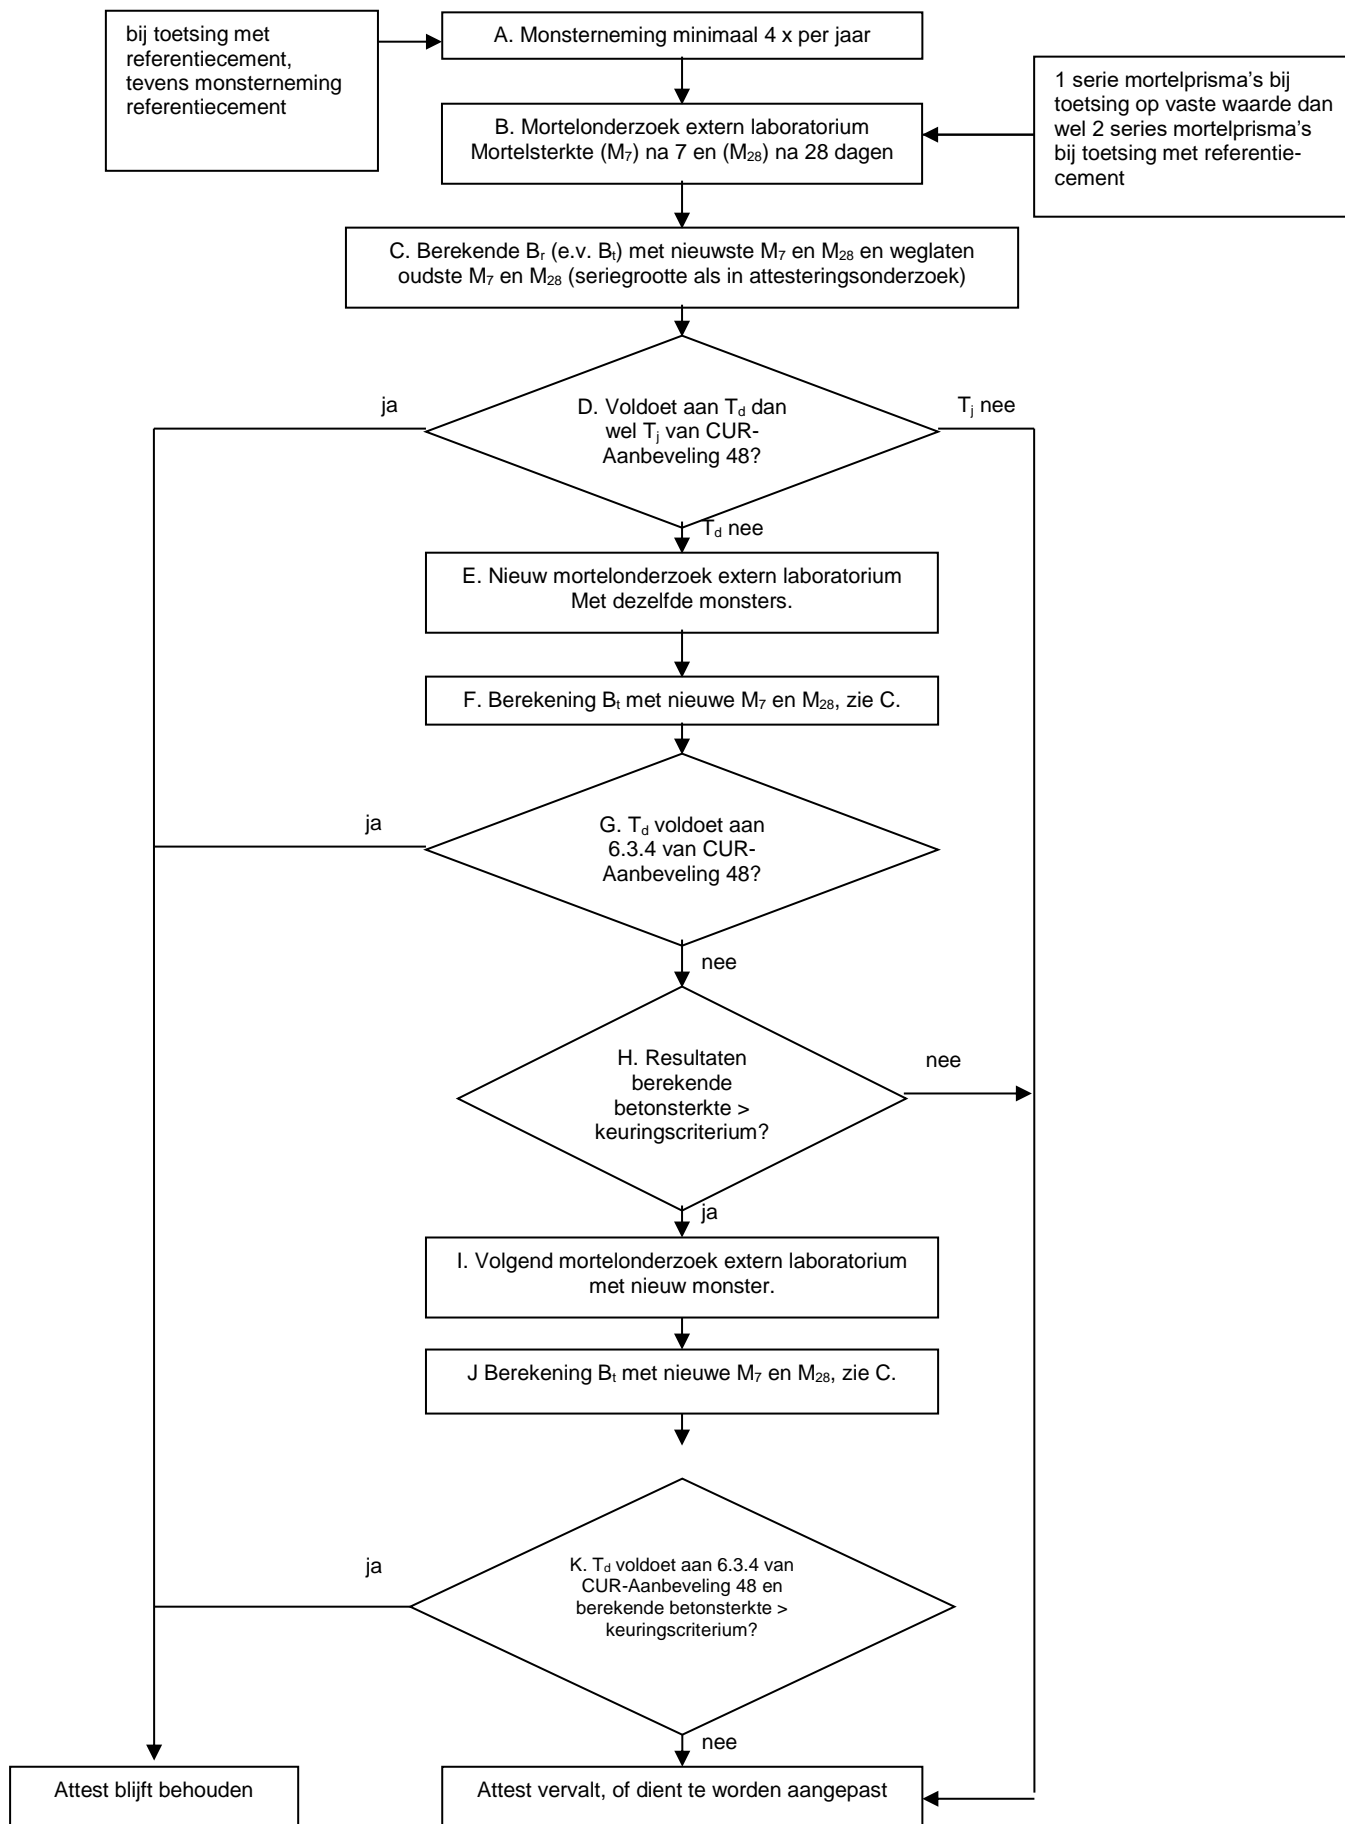 bij toetsing met
referentiecement,
tevens monsterneming
referentiecement
A. Monsterneming minimaal 4 x per jaar
1 serie mortelprisma’s bij
toetsing op vaste waarde dan
wel 2 series mortelprisma’s
bij toetsing met referentie-
cement
B. Mortelonderzoek extern laboratorium
Mortelsterkte (M₇) na 7 en (M₂₈) na 28 dagen
C. Berekende Bᵣ (e.v. Bₜ) met nieuwste M₇ en M₂₈ en weglaten
oudste M₇ en M₂₈ (seriegrootte als in attesteringsonderzoek)
ja
D. Voldoet aan T_d dan
wel Tⱼ van CUR-
Aanbeveling 48?
Tⱼ nee
T_d nee
E. Nieuw mortelonderzoek extern laboratorium
Met dezelfde monsters.
F. Berekening Bₜ met nieuwe M₇ en M₂₈, zie C.
ja
G. T_d voldoet aan
6.3.4 van CUR-
Aanbeveling 48?
nee
H. Resultaten
berekende
betonsterkte >
keuringscriterium?
nee
ja
I. Volgend mortelonderzoek extern laboratorium
met nieuw monster.
J Berekening Bₜ met nieuwe M₇ en M₂₈, zie C.
ja
K. T_d voldoet aan 6.3.4 van
CUR-Aanbeveling 48 en
berekende betonsterkte >
keuringscriterium?
nee
Attest blijft behouden
Attest vervalt, of dient te worden aangepast